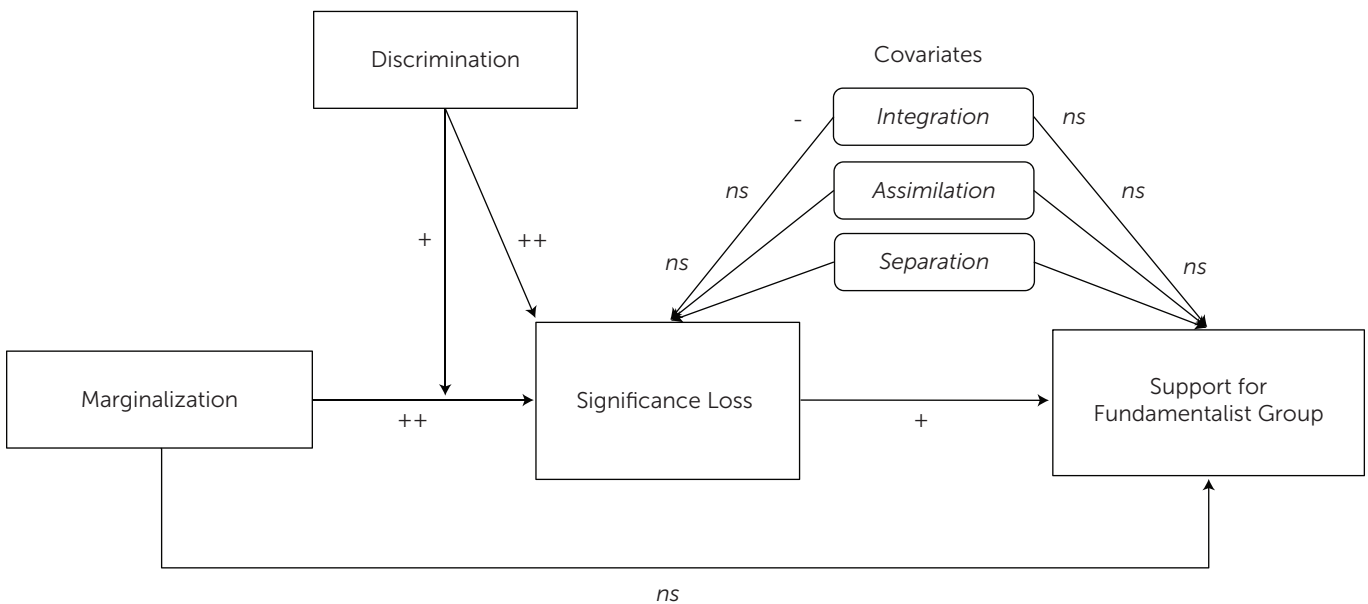 Discrimination
Covariates
-
Integration
ns
ns
Assimilation
ns
+
++
ns
Separation
ns
Marginalization
++
Significance Loss
+
Support for
Fundamentalist Group
ns